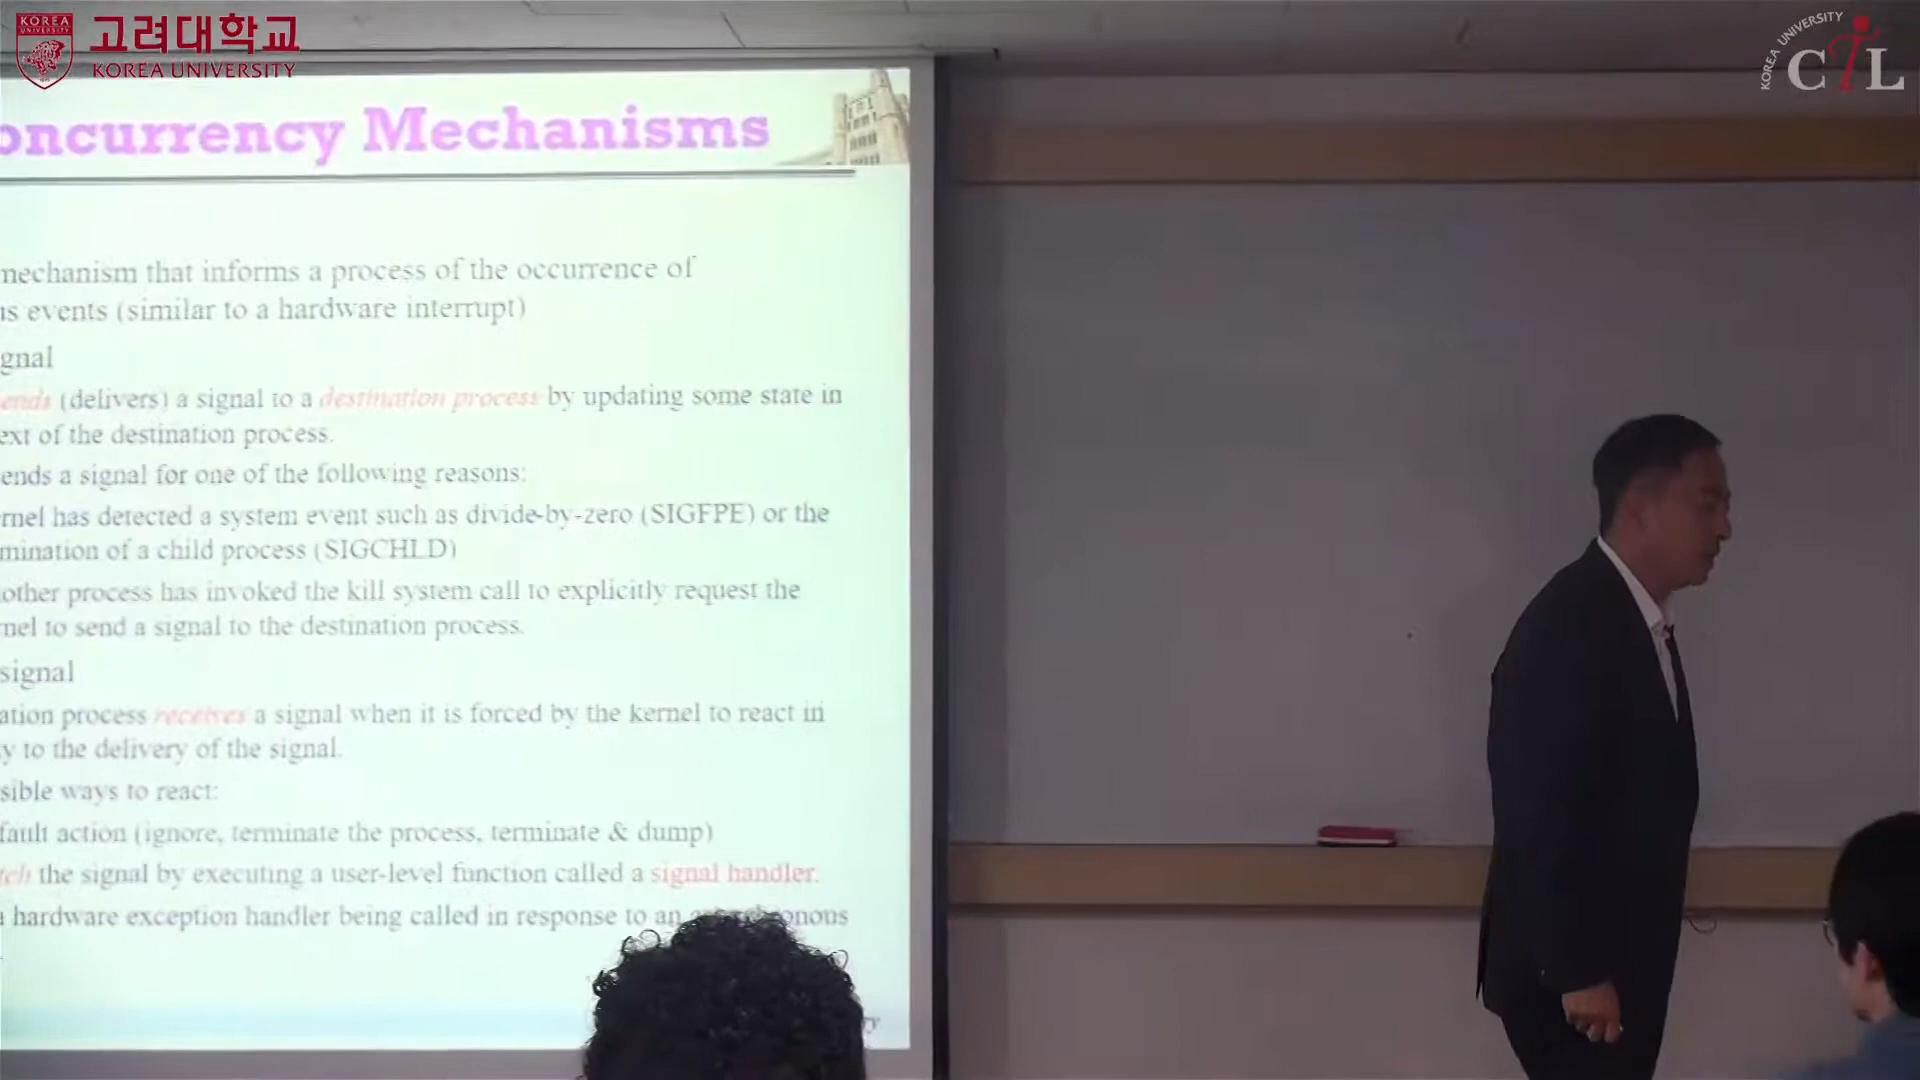 KOREA
UNIVERSITY
고려대학교
KOREA UNIVERSITY
KOREA UNIVERSITY
CTL
oncurrency Mechanisms
mechanism that informs a process of the occurrence of
us events (similar to a hardware interrupt)
gnal
ends (delivers) a signal to a destination process by updating some state in
ext of the destination process.
ends a signal for one of the following reasons:
rnel has detected a system event such as divide-by-zero (SIGFPE) or the
mination of a child process (SIGCHLD)
other process has invoked the kill system call to explicitly request the
nel to send a signal to the destination process.
signal
ation process receives a signal when it is forced by the kernel to react in
y to the delivery of the signal.
sible ways to react:
fault action (ignore, terminate the process, terminate & dump)
tch the signal by executing a user-level function called a signal handler.
hardware exception handler being called in response to an